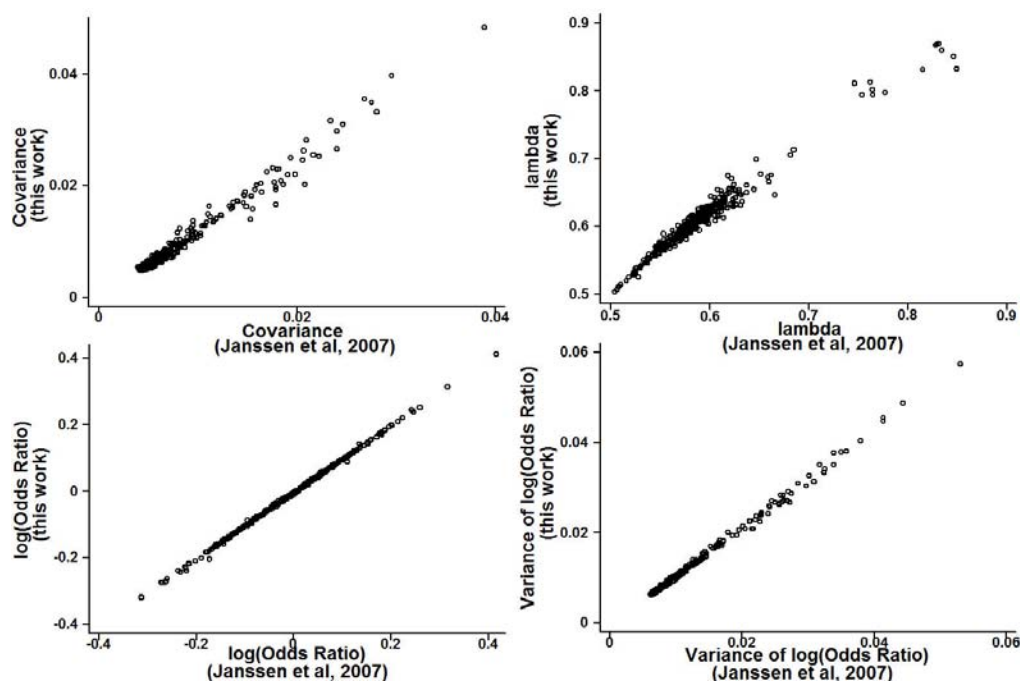 Covariance
(this work)
0.04
0.02
0
0
0.02
0.04
Covariance
(Janssen et al, 2007)
lambda
(this work)
0.9
0.8
0.7
0.6
0.5
0.5
0.6
0.7
0.8
0.9
lambda
(Janssen et al, 2007)
log(Odds Ratio)
(this work)
0.4
0.2
0
-0.2
-0.4
-0.4
-0.2
0
0.2
0.4
log(Odds Ratio)
(Janssen et al, 2007)
Variance of log(Odds Ratio)
(this work)
0.06
0.04
0.02
0
0
0.02
0.04
0.06
Variance of log(Odds Ratio)
(Janssen et al, 2007)